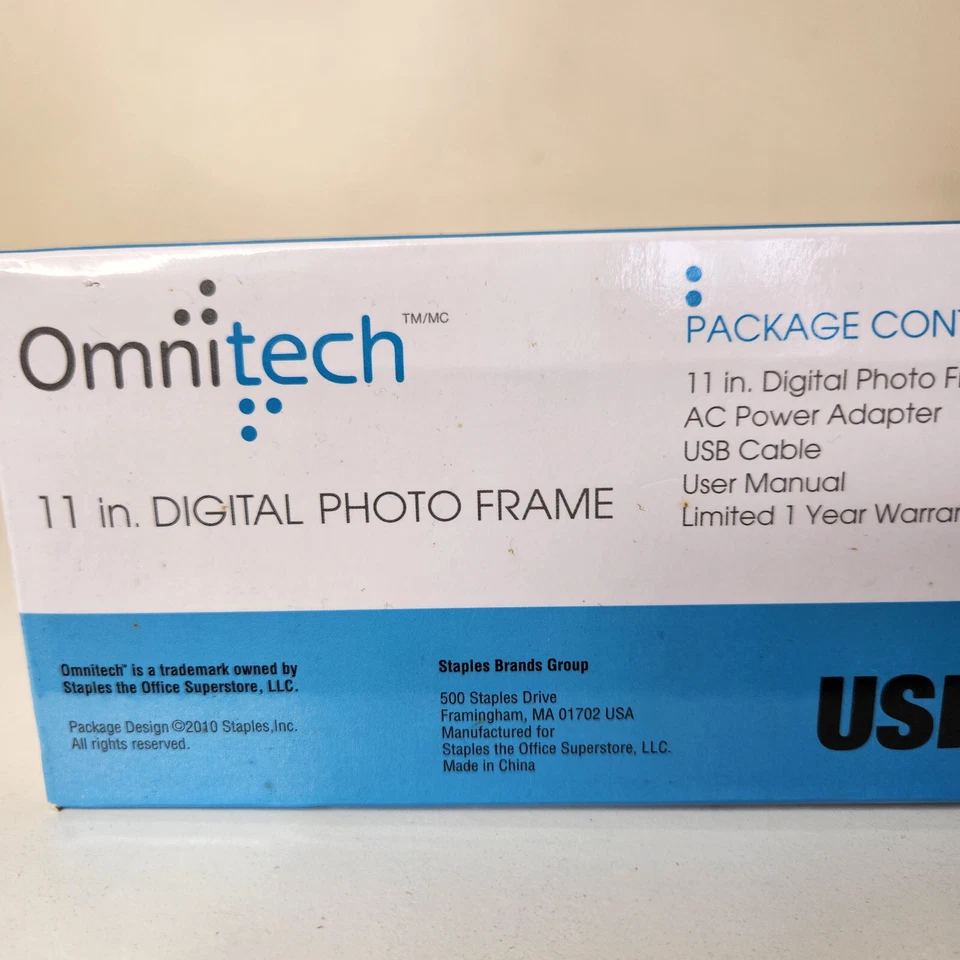 Omnitech TM/MC
11 in. DIGITAL PHOTO FRAME
PACKAGE CONT
11 in. Digital Photo F
AC Power Adapter
USB Cable
User Manual
Limited 1 Year Warran
Omnitech™ is a trademark owned by
Staples the Office Superstore, LLC.
Package Design ©2010 Staples,Inc.
All rights reserved.
Staples Brands Group
500 Staples Drive
Framingham, MA 01702 USA
Manufactured for
Staples the Office Superstore, LLC.
Made in China
USB